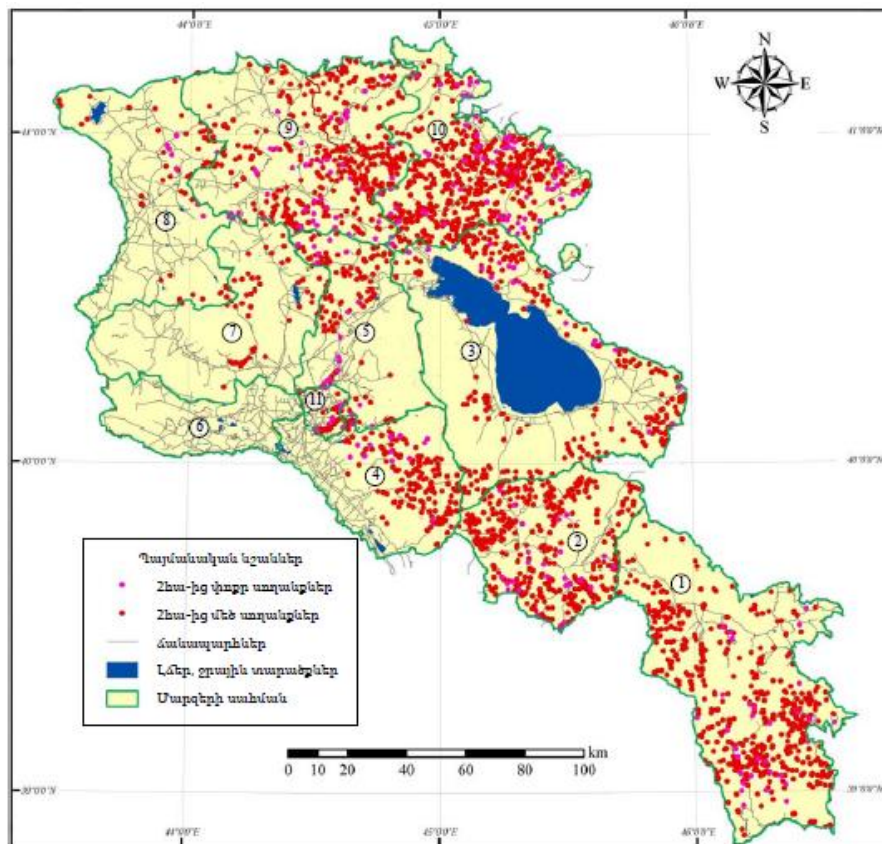 44°0'0"E 45°0'0"E 46°0'0"E
N
W E
S
41°0'0"N 41°0'0"N
9 10
8
7 5 3
11
6
40°0'0"N 40°0'0"N
4
2
1
Պայմանական նշաններ
2հա-ից փոքր սողանքներ
2հա-ից մեծ սողանքներ
Ճանապարհներ
Լճեր, ջրային տարածքներ
Մարզերի սահման
km
0 10 20 40 60 80 100
39°0'0"N 39°0'0"N
44°0'0"E 45°0'0"E 46°0'0"E